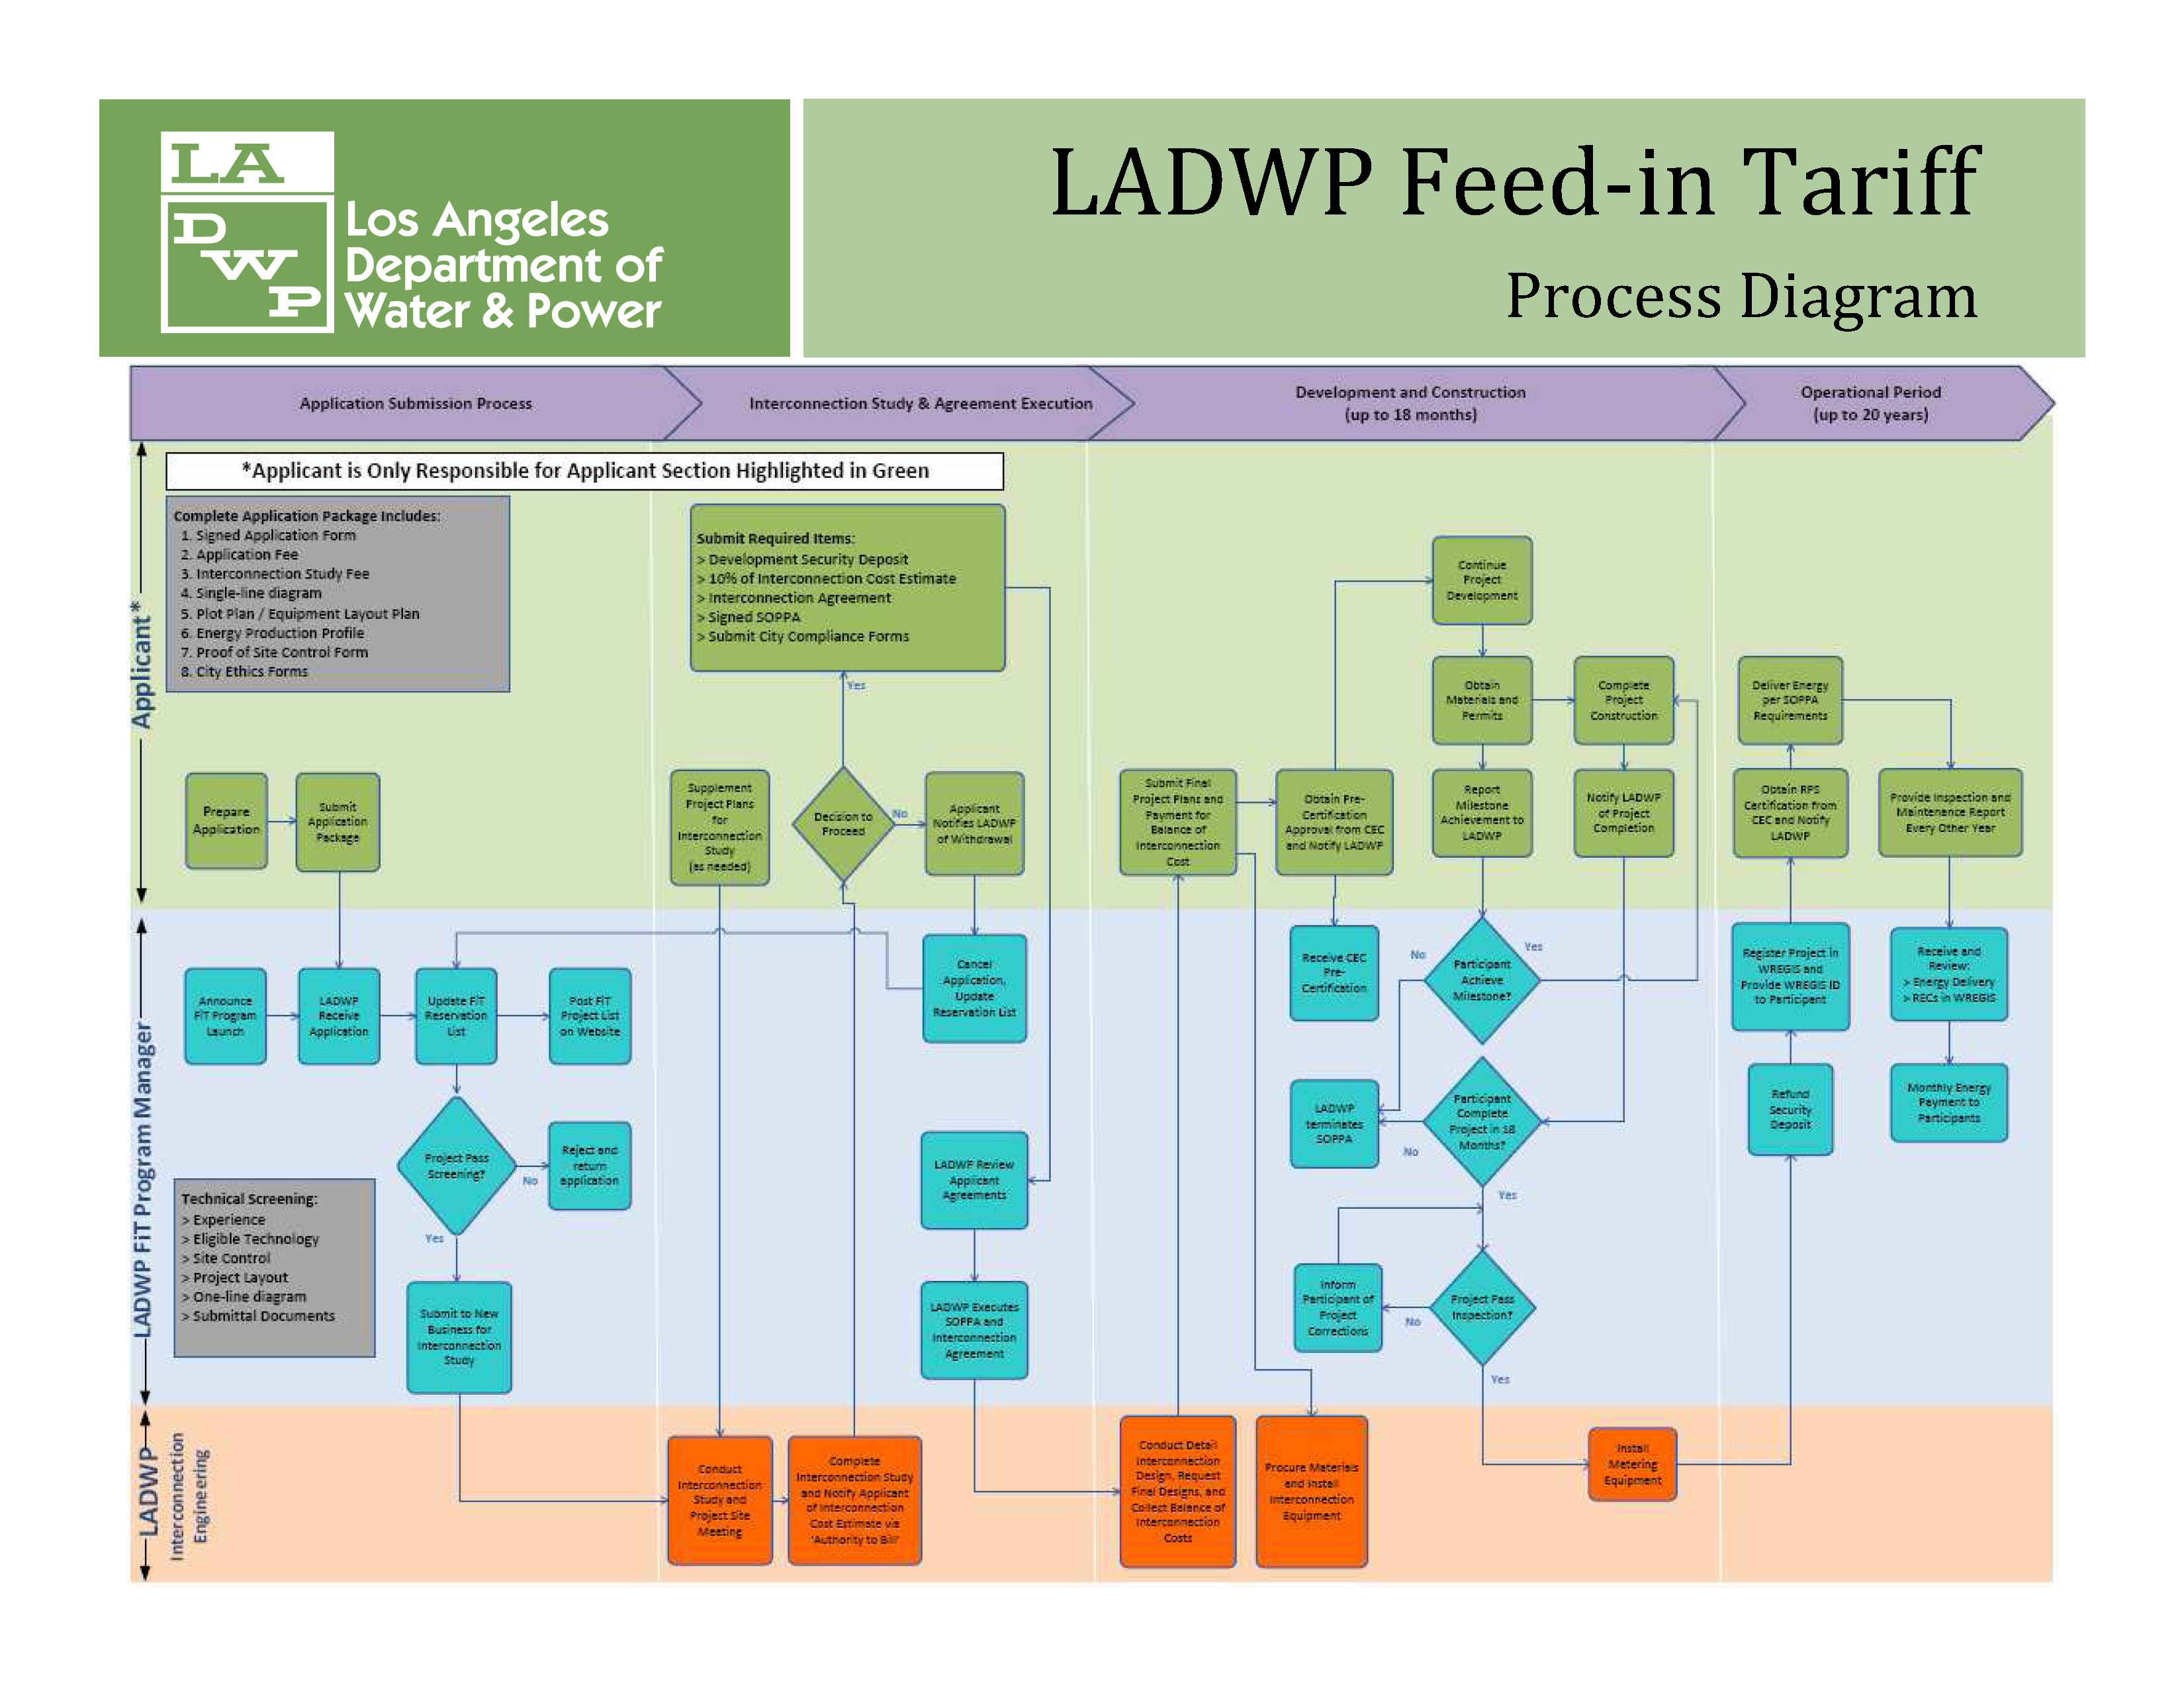 LA
D
W
P
Los Angeles
Department of
Water & Power
LADWP Feed-in Tariff
Process Diagram
Application Submission Process
Interconnection Study & Agreement Execution
Development and Construction
(up to 18 months)
Operational Period
(up to 20 years)
Applicant*
*Applicant is Only Responsible for Applicant Section Highlighted in Green
Complete Application Package Includes:
1. Signed Application Form
2. Application Fee
3. Interconnection Study Fee
4. Single-line diagram
5. Plot Plan / Equipment Layout Plan
6. Energy Production Profile
7. Proof of Site Control Form
8. City Ethics Forms
Prepare
Application
Submit
Application
Package
Submit Required Items:
> Development Security Deposit
> 10% of Interconnection Cost Estimate
> Interconnection Agreement
> Signed SOPPA
> Submit City Compliance Forms
Yes
Supplement
Project Plans
for
Interconnection
Study
(as needed)
Decision to
Proceed
No
Applicant
Notifies LADWP
of Withdrawal
Submit Final
Project Plans and
Payment for
Balance of
Interconnection
Cost
Obtain Pre-
Certification
Approval from CEC
and Notify LADWP
Continue
Project
Development
Obtain
Materials and
Permits
Complete
Project
Construction
Report
Milestone
Achievement to
LADWP
Notify LADWP
of Project
Completion
Deliver Energy
per SOPPA
Requirements
Obtain RPS
Certification from
CEC and Notify
LADWP
Provide Inspection and
Maintenance Report
Every Other Year
LADWP FiT Program Manager
Announce
FiT Program
Launch
LADWP
Receive
Application
Update FiT
Reservation
List
Post FiT
Project List
on Website
Project Pass
Screening?
No
Reject and
return
application
Yes
Technical Screening:
> Experience
> Eligible Technology
> Site Control
> Project Layout
> One-line diagram
> Submittal Documents
Submit to New
Business for
Interconnection
Study
Cancel
Application,
Update
Reservation List
LADWP Review
Applicant
Agreements
LADWP Executes
SOPPA and
Interconnection
Agreement
Receive CEC
Pre-
Certification
No
Participant
Achieve
Milestone?
Yes
LADWP
terminates
SOPPA
Participant
Complete
Project in 18
Months?
No
Yes
Inform
Participant of
Project
Corrections
Project Pass
Inspection?
No
Yes
Register Project in
WREGIS and
Provide WREGIS ID
to Participant
Receive and
Review:
> Energy Delivery
> RECs in WREGIS
Refund
Security
Deposit
Monthly Energy
Payment to
Participants
LADWP
Interconnection
Engineering
Conduct
Interconnection
Study and
Project Site
Meeting
Complete
Interconnection Study
and Notify Applicant
of Interconnection
Cost Estimate via
'Authority to Bill'
Conduct Detail
Interconnection
Design, Request
Final Designs, and
Collect Balance of
Interconnection
Costs
Procure Materials
and Install
Interconnection
Equipment
Install
Metering
Equipment